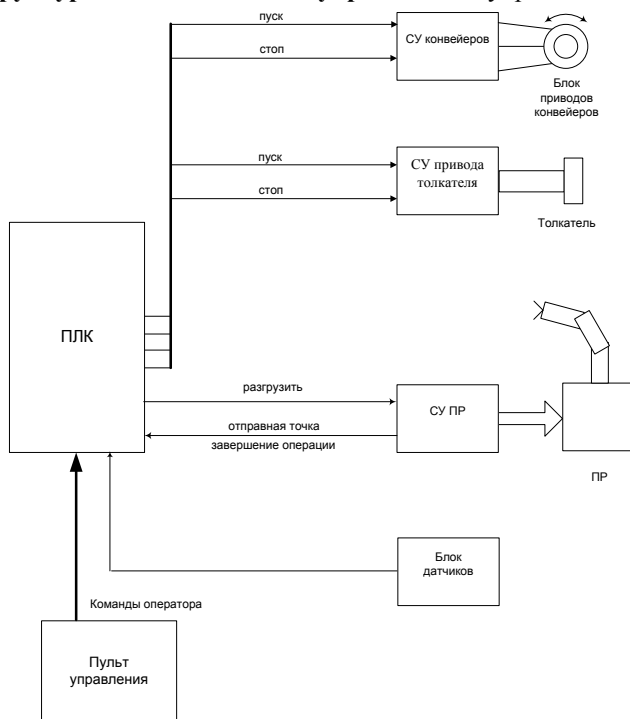 пуск
СУ конвейеров
стоп
Блок
приводов
конвейеров
пуск
СУ привода
толкателя
стоп
Толкатель
ПЛК
разгрузить
СУ ПР
отправная точка
завершение операции
ПР
Блок
датчиков
Команды оператора
Пульт
управления